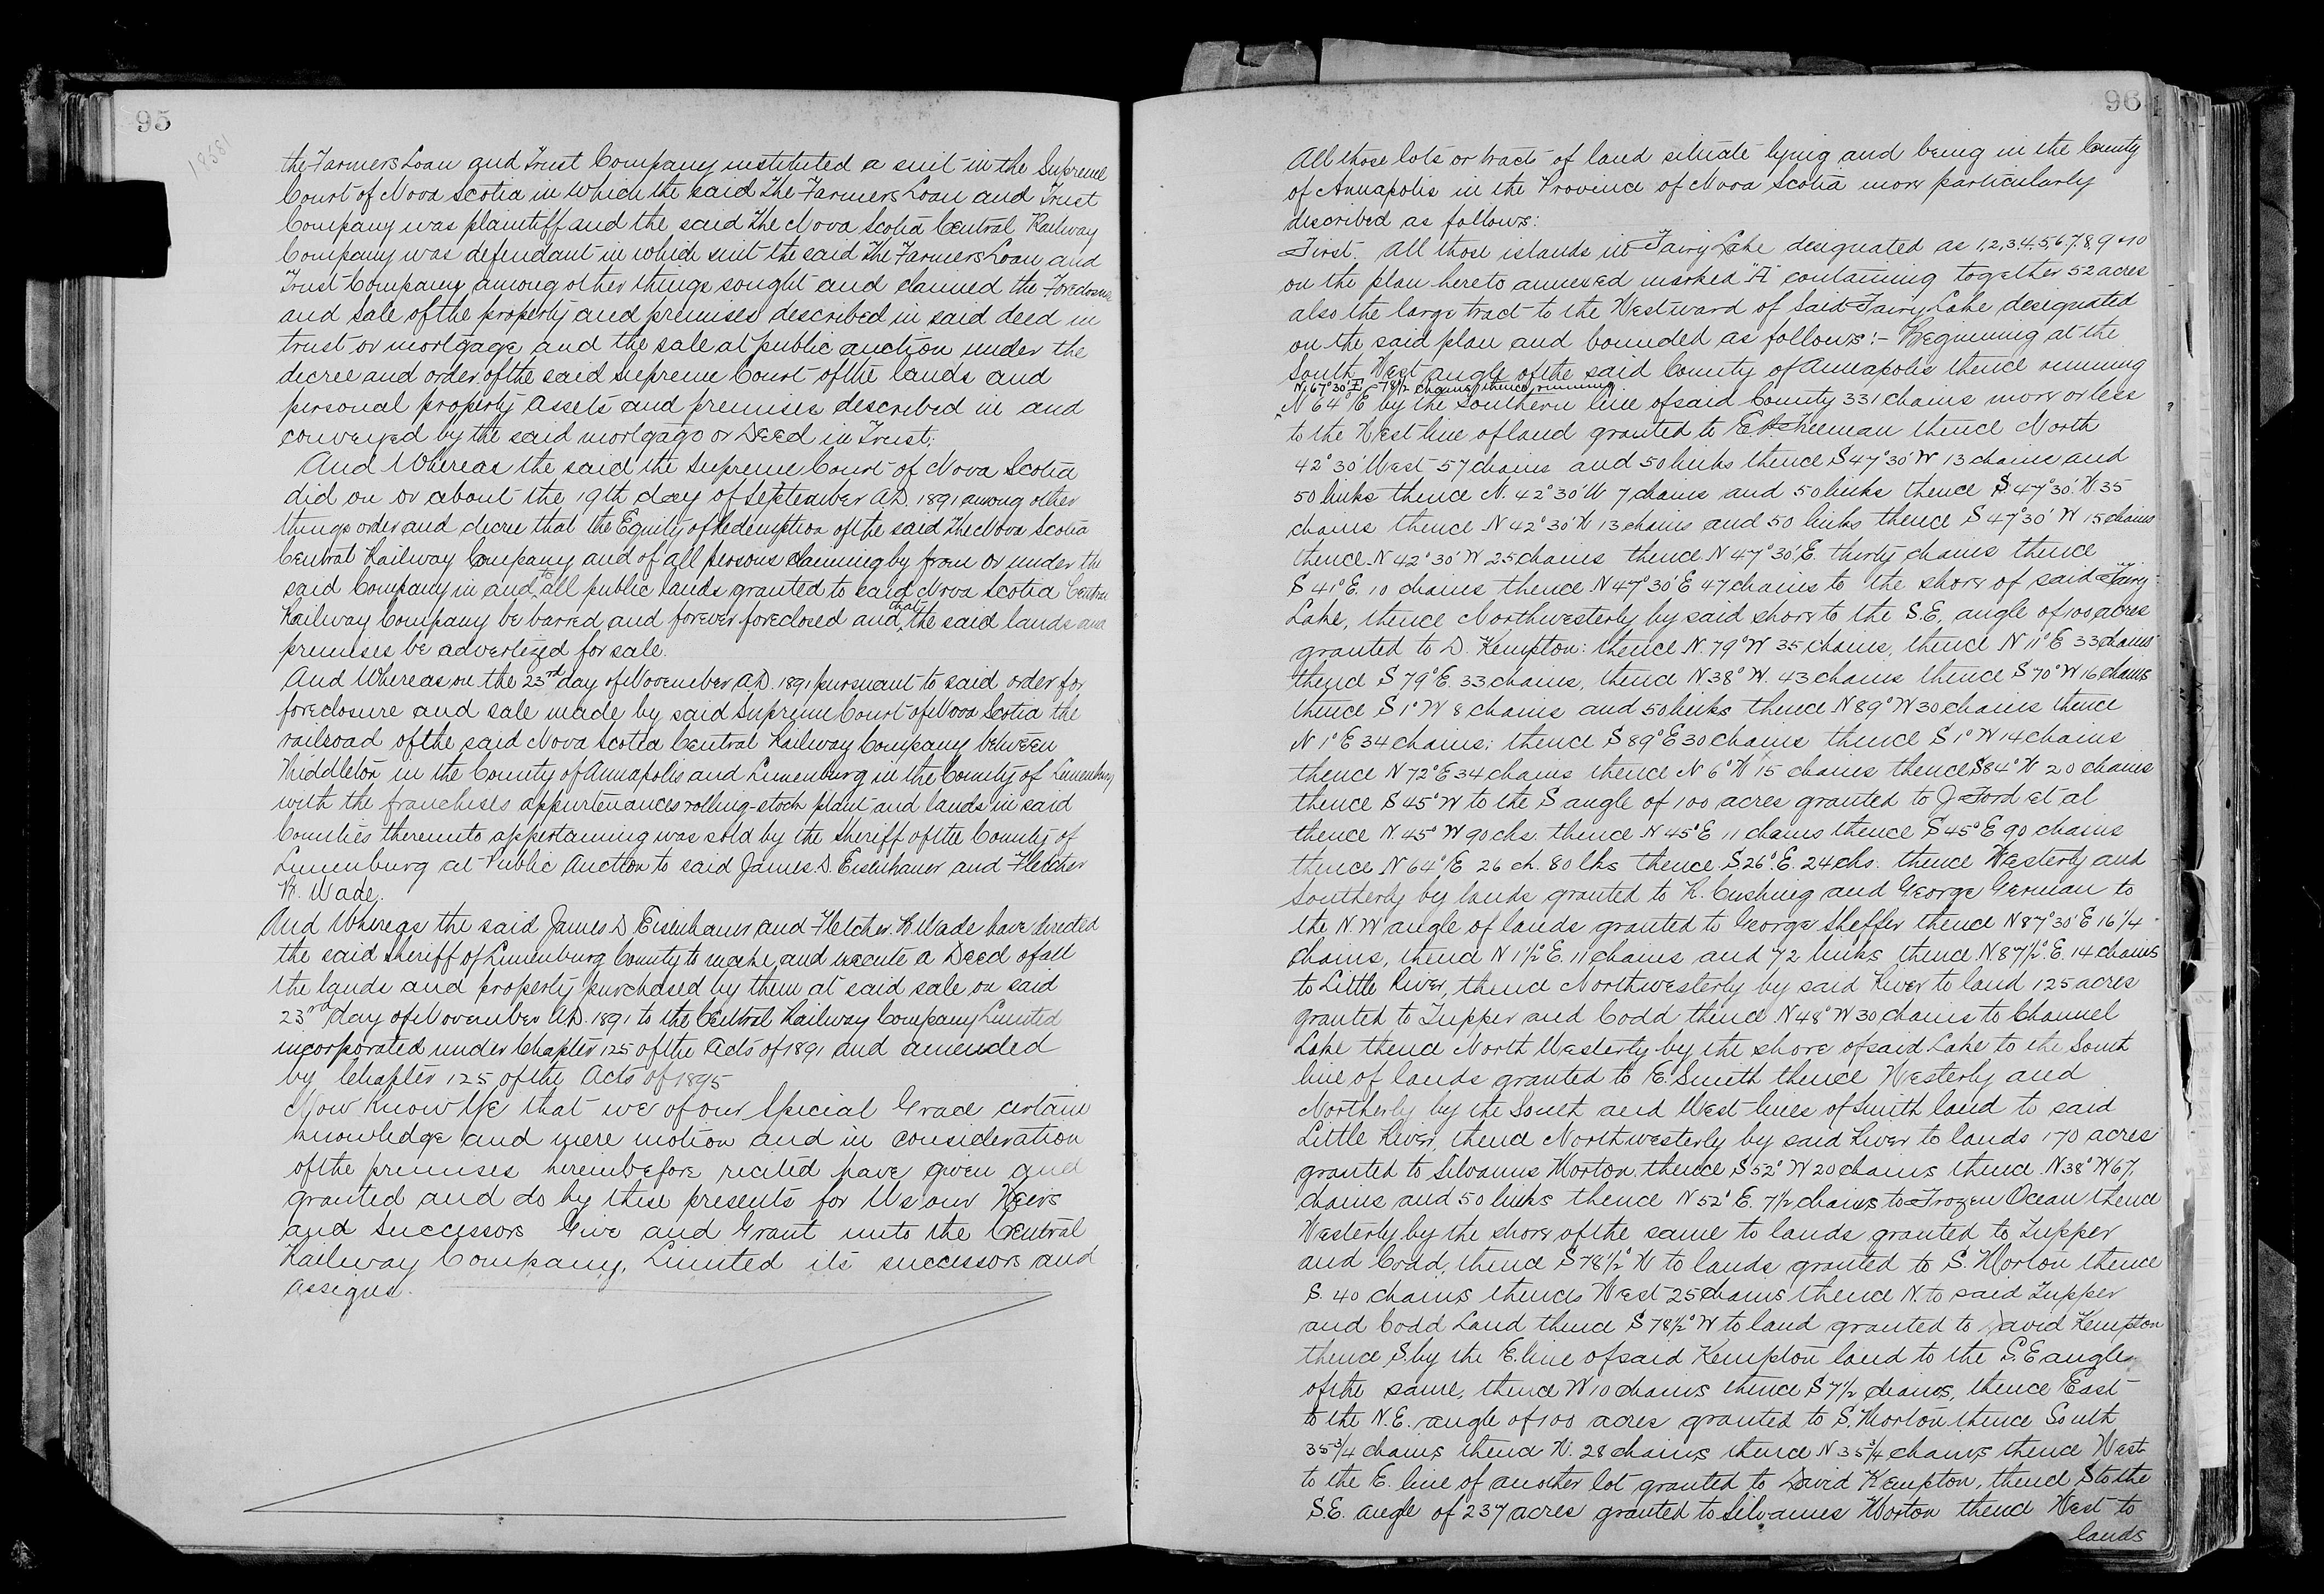 95
18581
the Farmers Loan and Trust Company instituted a suit in the Supreme
Court of Nova Scotia in which the said The Farmers Loan and Trust
Company was plaintiff and the said The Nova Scotia Central Railway
Company was defendant in which suit the said The Farmers Loan and
Trust Company among other things sought and claimed the Foreclosure
and sale of the property and premises described in said deed in
trust or mortgage and the sale at public auction under the
decree and order of the said Supreme Court of the lands and
personal property Assets and premises described in and
conveyed by the said mortgage or Deed in Trust;
And Whereas the said the Supreme Court of Nova Scotia
did on or about the 19th day of September A.D. 1891 among other
things order and decree that the Equity of Redemption of the said The Nova Scotia
Central Railway Company and of all persons claiming by from or under the
said Company in and to all public lands granted to said Nova Scotia Central
Railway Company be barred and forever foreclosed and that the said lands and
premises be advertized for sale.
And Whereas on the 23rd day of November A.D. 1891 pursuant to said order for
foreclosure and sale made by said Supreme Court of Nova Scotia the
railroad of the said Nova Scotia Central Railway Company between
Middleton in the County of Annapolis and Lunenburg in the County of Lunenburg
with the franchises appurtenances rolling-stock plant and lands in said
Counties thereunto appertaining was sold by the Sheriff of the County of
Lunenburg at Public Auction to said James D. Eisenhauer and Fletcher
B. Wade.
And Whereas the said James D Eisenhauer and Fletcher B Wade have directed
the said Sheriff of Lunenburg County to make and execute a Deed of all
the lands and property purchased by them at said sale on said
23rd day of November A.D. 1891 to the Central Railway Company Limited
incorporated under Chapter 125 of the Acts of 1891 and amended
by Chapter 125 of the Acts of 1895
Now Know Ye that we of our Special Grace certain
knowledge and mere motion and in consideration
of the premises hereinbefore recited have given and
granted and do by these presents for Us our Heirs
and Successors Give and Grant unto the Central
Railway Company, Limited its successors and
assigns.
96
All those lots or tracts of land situate lying and being in the County
of Annapolis in the Province of Nova Scotia more particularly
discribed as follows:
First. All those islands in Fairy Lake designated as 1,2,3,4,5,6,7,8,9 & 10
on the plan hereto annexed marked "A" containing together 52 acres
also the large tract to the Westward of said Fairy Lake designated
on the said plan and bounded as follows:- Beginning at the
South West angle of the said County of Annapolis thence running
N 67° 30' E 78 1/2 chains, thence running
N 64° E by the Southern line of said County 331 chains more or less
to the West line of land granted to Freeman thence North
42° 30' West 57 chains and 50 links thence S 47° 30' W 13 chains and
50 links thence N. 42° 30' W 7 chains and 50 links thence S. 47° 30' W. 35
chains thence N 42° 30' W 13 chains and 50 links thence S 47° 30' W 15 chains
thence N 42° 30' W 25 chains thence N 47° 30' E. thirty chains thence
S 41° E. 10 chains thence N 47° 30' E 47 chains to the shore of said Fairy
Lake, thence Northwesterly by said shore to the S.E. angle of 100 acres
granted to D. Kempton: thence N. 79° W 35 chains, thence N 11° E 33 chains
thence S 79° E. 33 chains, thence N 38° W. 43 chains thence S 70° W 16 chains
thence S 1° W 8 chains and 50 links thence N 89° W 30 chains thence
N 1° E 34 chains; thence S 89° E 30 chains thence S 1° W 14 chains
thence N 72° E 34 chains thence N 6° W 15 chains thence S 84° W 20 chains
thence S 45° W to the S angle of 100 acres granted to J Ford et al
thence N. 45° W 90 chs. thence N 45° E 11 chains thence S 45° E 90 chains
thence N 64° E 26 ch. 80 lks thence S 26° E. 24 chs. thence Westerly and
Southerly by lands granted to R. Cushing and George German to
the N.W angle of lands granted to George Sheffer thence N 87° 30' E 16 1/4
chains, thence N 1 1/2° E. 11 chains and 72 links thence N. 87 1/2° E. 14 chains
to Little River, thence Northwesterly by said River to land 125 acres
granted to Tupper and Codd thence N 48° W 30 chains to Channel
Lake thence North Westerly by the shore of said Lake to the South
line of lands granted to E. Smith thence Westerly and
Northerly by the South and West lines of Smith land to said
Little River, thence Northwesterly by said River to lands 170 acres
granted to Silvanus Morton thence S 52° W 20 chains thence N 38° W 67
chains and 50 links thence N 52° E. 7 1/2 chains to Frozen Ocean thence
Westerly by the shore of the same to lands granted to Tupper
and Codd, thence S 78 1/2° W to lands granted to S. Morton thence
S. 40 chains thence West 25 chains thence N. to said Tupper
and Codd Land thence S 78 1/2° W to land granted to David Kempton
thence S. by the E. line of said Kempton land to the S.E angle
of the same, thence W 10 chains thence S 7 1/2 chains, thence East
to the N.E. angle of 100 acres granted to S. Morton thence South
35 3/4 chains thence W. 28 chains thence N 35 3/4 chains thence West
to the E. line of another lot granted to David Kempton, thence S to the
S.E. angle of 237 acres granted to Silvanus Morton thence West to
lands